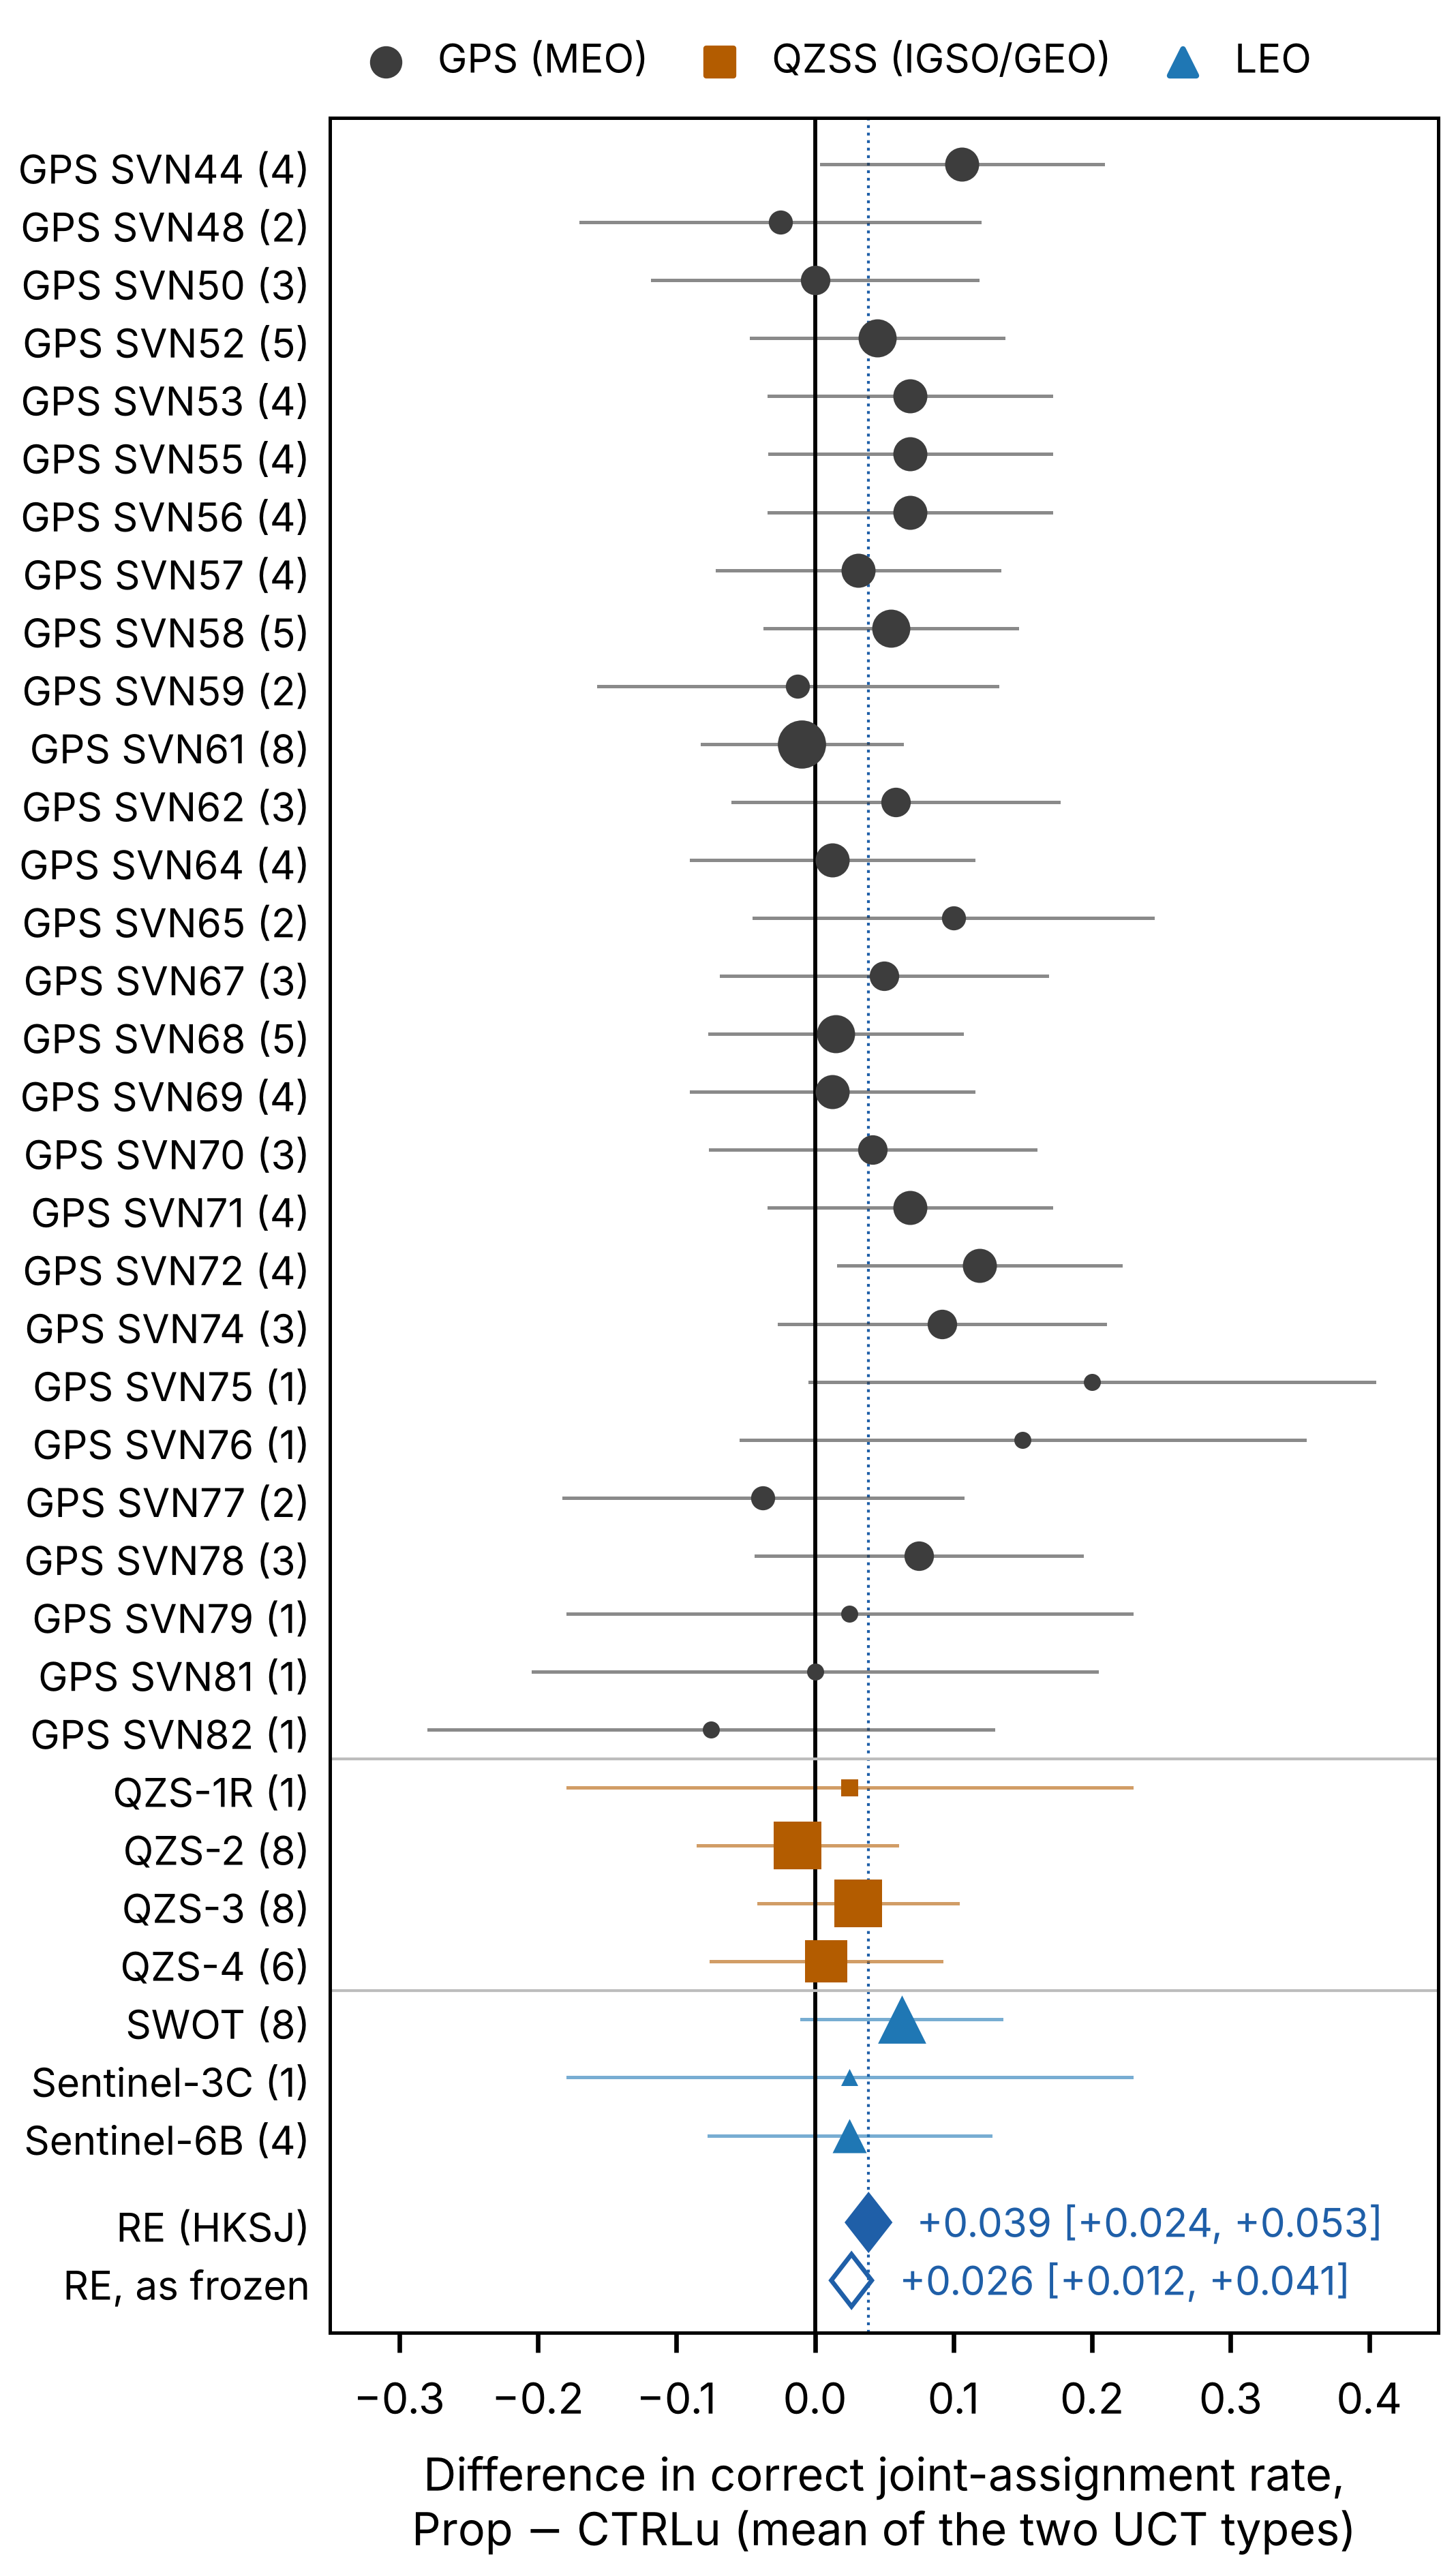 GPS (MEO) QZSS (IGSO/GEO) LEO
GPS SVN44 (4)
GPS SVN48 (2)
GPS SVN50 (3)
GPS SVN52 (5)
GPS SVN53 (4)
GPS SVN55 (4)
GPS SVN56 (4)
GPS SVN57 (4)
GPS SVN58 (5)
GPS SVN59 (2)
GPS SVN61 (8)
GPS SVN62 (3)
GPS SVN64 (4)
GPS SVN65 (2)
GPS SVN67 (3)
GPS SVN68 (5)
GPS SVN69 (4)
GPS SVN70 (3)
GPS SVN71 (4)
GPS SVN72 (4)
GPS SVN74 (3)
GPS SVN75 (1)
GPS SVN76 (1)
GPS SVN77 (2)
GPS SVN78 (3)
GPS SVN79 (1)
GPS SVN81 (1)
GPS SVN82 (1)
QZS-1R (1)
QZS-2 (8)
QZS-3 (8)
QZS-4 (6)
SWOT (8)
Sentinel-3C (1)
Sentinel-6B (4)
RE (HKSJ) +0.039 [+0.024, +0.053]
RE, as frozen +0.026 [+0.012, +0.041]
−0.3 −0.2 −0.1 0.0 0.1 0.2 0.3 0.4
Difference in correct joint-assignment rate,
Prop − CTRLu (mean of the two UCT types)